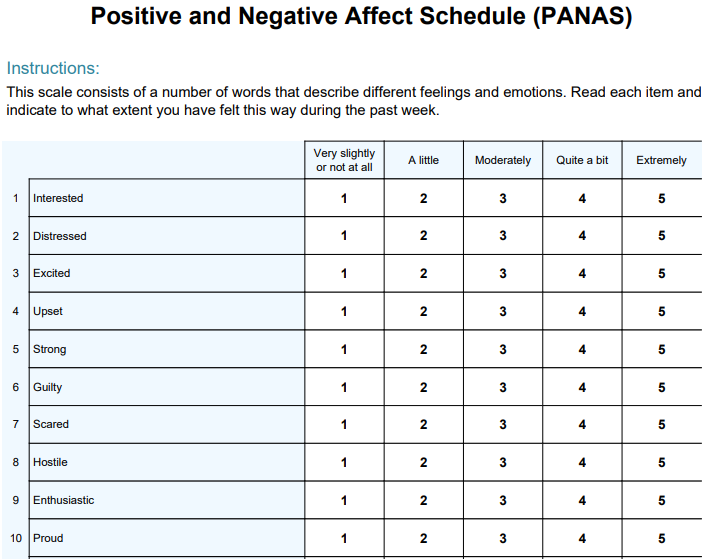 Positive and Negative Affect Schedule (PANAS)
Instructions:
This scale consists of a number of words that describe different feelings and emotions. Read each item and
indicate to what extent you have felt this way during the past week.
Very slightly or not at all A little Moderately Quite a bit Extremely
1 Interested 1 2 3 4 5
2 Distressed 1 2 3 4 5
3 Excited 1 2 3 4 5
4 Upset 1 2 3 4 5
5 Strong 1 2 3 4 5
6 Guilty 1 2 3 4 5
7 Scared 1 2 3 4 5
8 Hostile 1 2 3 4 5
9 Enthusiastic 1 2 3 4 5
10 Proud 1 2 3 4 5